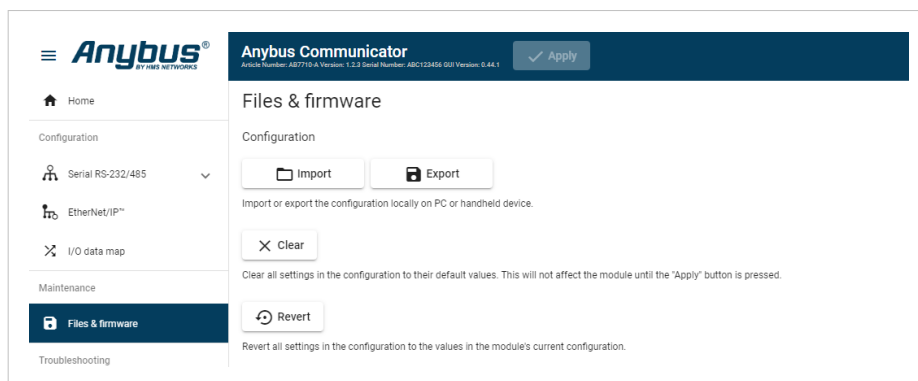 Anybus®
BY HMS NETWORKS
Anybus Communicator
Article Number: AB7710-A Version: 1.2.3 Serial Number: ABC123456 GUI Version: 0.44.1
Apply
Home
Configuration
Serial RS-232/485
EtherNet/IP™
I/O data map
Maintenance
Files & firmware
Troubleshooting
Files & firmware
Configuration
Import
Export
Import or export the configuration locally on PC or handheld device.
Clear
Clear all settings in the configuration to their default values. This will not affect the module until the "Apply" button is pressed.
Revert
Revert all settings in the configuration to the values in the module's current configuration.